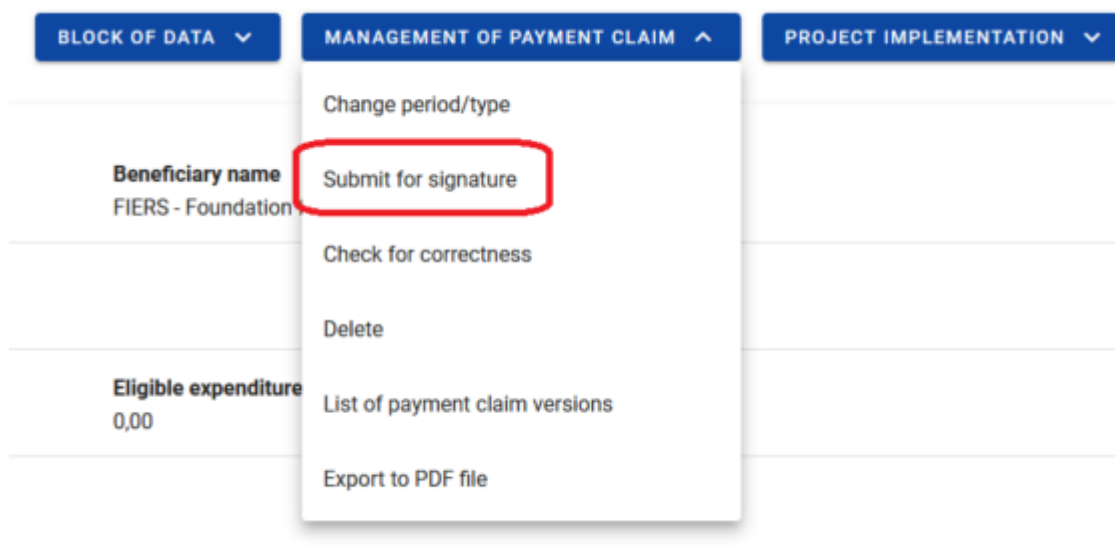 BLOCK OF DATA
MANAGEMENT OF PAYMENT CLAIM
PROJECT IMPLEMENTATION
Change period/type
Beneficiary name
Submit for signature
FIERS - Foundation
Check for correctness
Delete
Eligible expenditure
List of payment claim versions
0,00
Export to PDF file